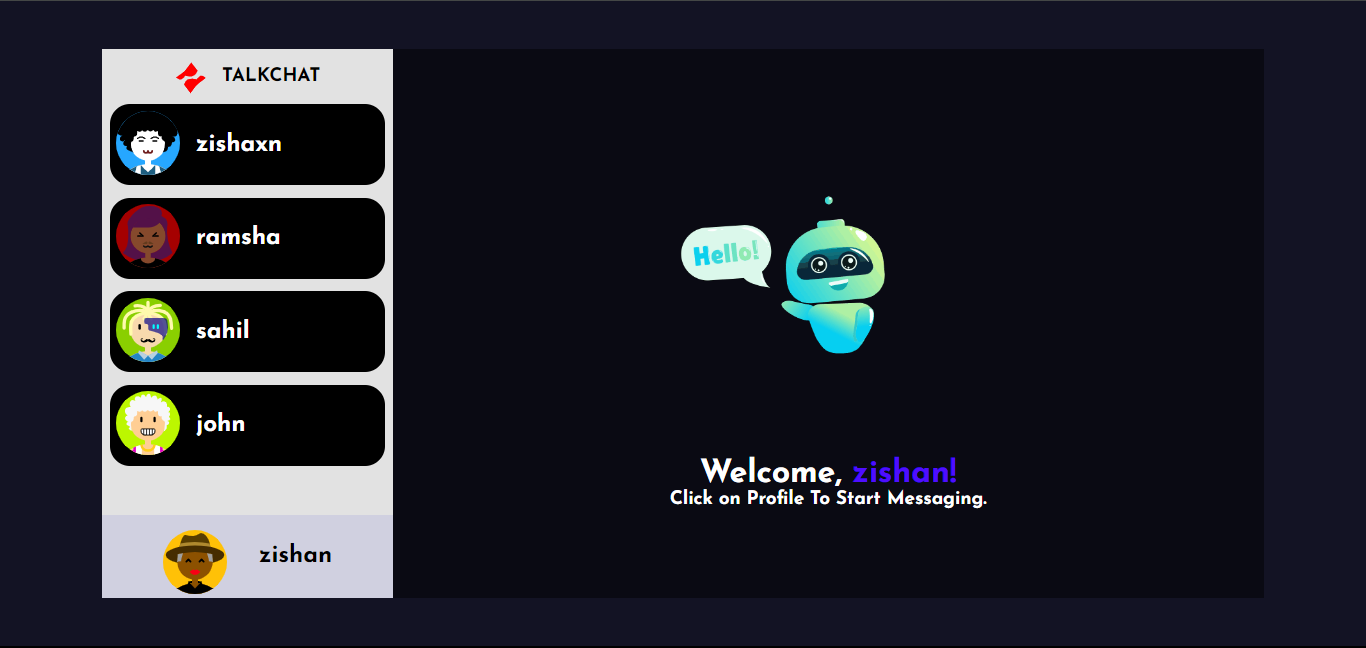 TALKCHAT
zishaxn
ramsha
sahil
john
zishan
Hello!
Welcome, zishan!
Click on Profile To Start Messaging.